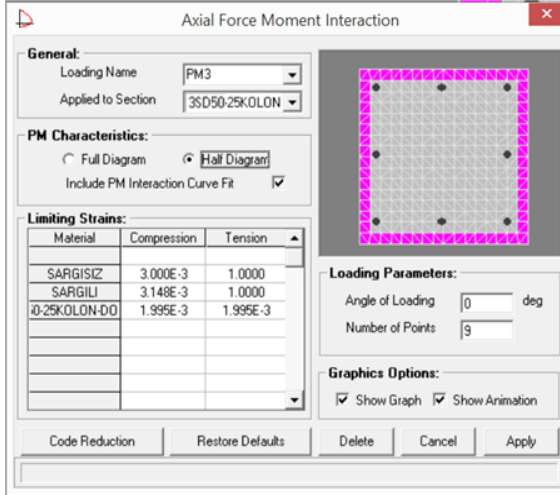 Axial Force Moment Interaction
General:
Loading Name PM3
Applied to Section 3SD50-25KOLON
PM Characteristics:
Full Diagram Half Diagram
Include PM Interaction Curve Fit
Limiting Strains:
Material Compression Tension
SARGISIZ 3.000E-3 1.0000
SARGILI 3.148E-3 1.0000
i0-25KOLON-DO 1.995E-3 1.995E-3
Loading Parameters:
Angle of Loading 0 deg
Number of Points 9
Graphics Options:
Show Graph Show Animation
Code Reduction Restore Defaults Delete Cancel Apply